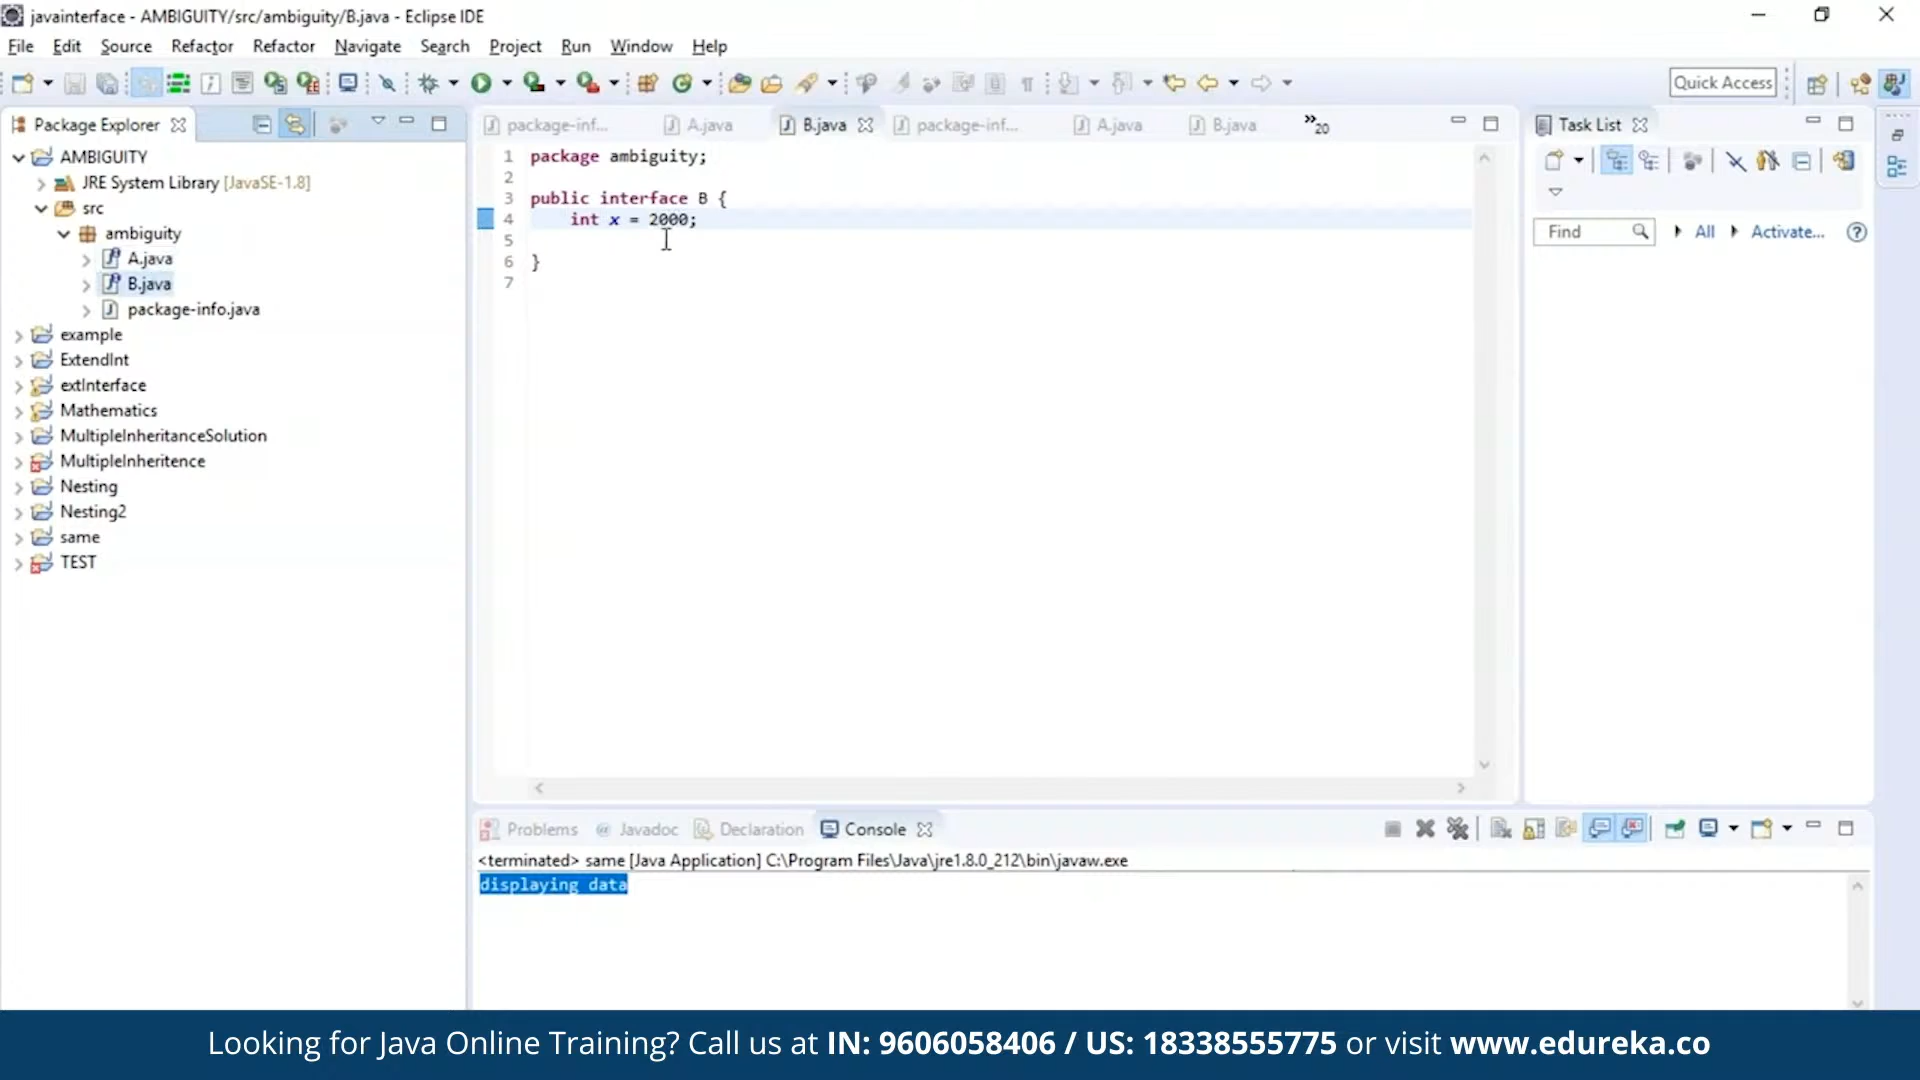 javainterface - AMBIGUITY/src/ambiguity/B.java - Eclipse IDE
File Edit Source Refactor Refactor Navigate Search Project Run Window Help
Quick Access
Package Explorer
AMBIGUITY
JRE System Library [JavaSE-1.8]
src
ambiguity
A.java
B.java
package-info.java
example
ExtendInt
extInterface
Mathematics
MultipleInheritanceSolution
MultipleInheritence
Nesting
Nesting2
same
TEST
package-inf... A.java B.java package-inf... A.java B.java »20
1 package ambiguity;
2
3 public interface B {
4 int x = 2000;
5
6 }
7
Task List
Find All Activate...
Problems @ Javadoc Declaration Console
<terminated> same [Java Application] C:\Program Files\Java\jre1.8.0_212\bin\javaw.exe
displaying data
Looking for Java Online Training? Call us at IN: 9606058406 / US: 18338555775 or visit www.edureka.co